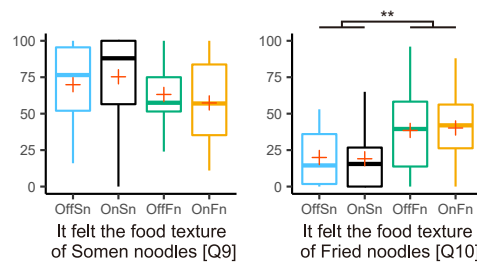 **
100
75
50
25
0
OffSn OnSn OffFn OnFn
It felt the food texture
of Somen noodles [Q9]
100
75
50
25
0
OffSn OnSn OffFn OnFn
It felt the food texture
of Fried noodles [Q10]